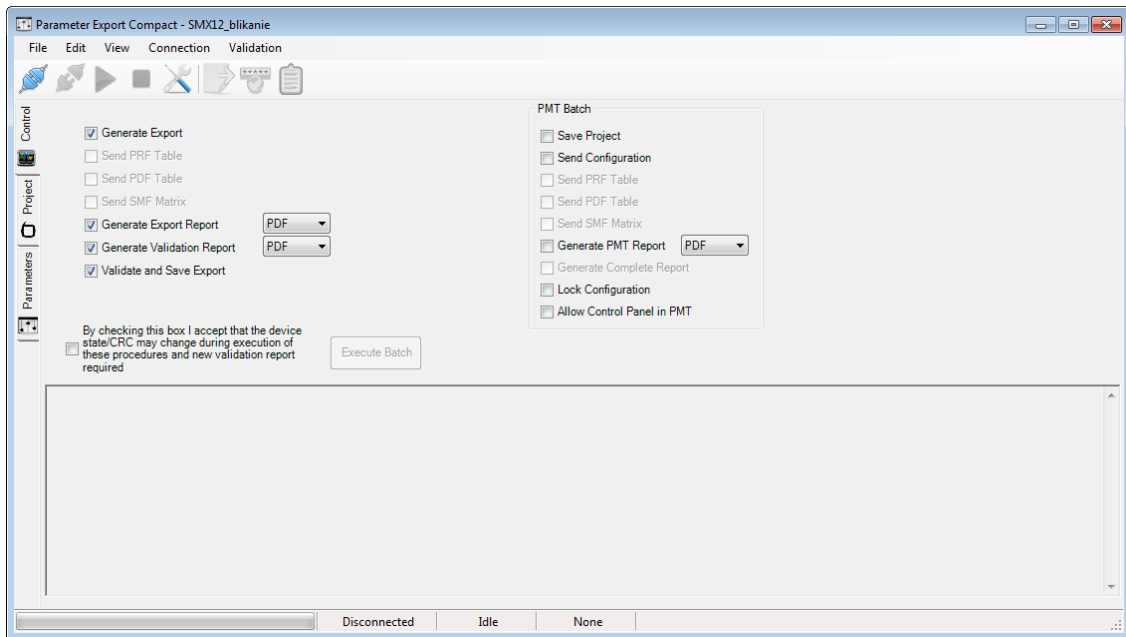 Parameter Export Compact - SMX12_blikanie
File Edit View Connection Validation
Control
Project
Parameters
Generate Export
Send PRF Table
Send PDF Table
Send SMF Matrix
Generate Export Report PDF
Generate Validation Report PDF
Validate and Save Export
By checking this box I accept that the device
state/CRC may change during execution of
these procedures and new validation report
required
Execute Batch
PMT Batch
Save Project
Send Configuration
Send PRF Table
Send PDF Table
Send SMF Matrix
Generate PMT Report PDF
Generate Complete Report
Lock Configuration
Allow Control Panel in PMT
Disconnected Idle None